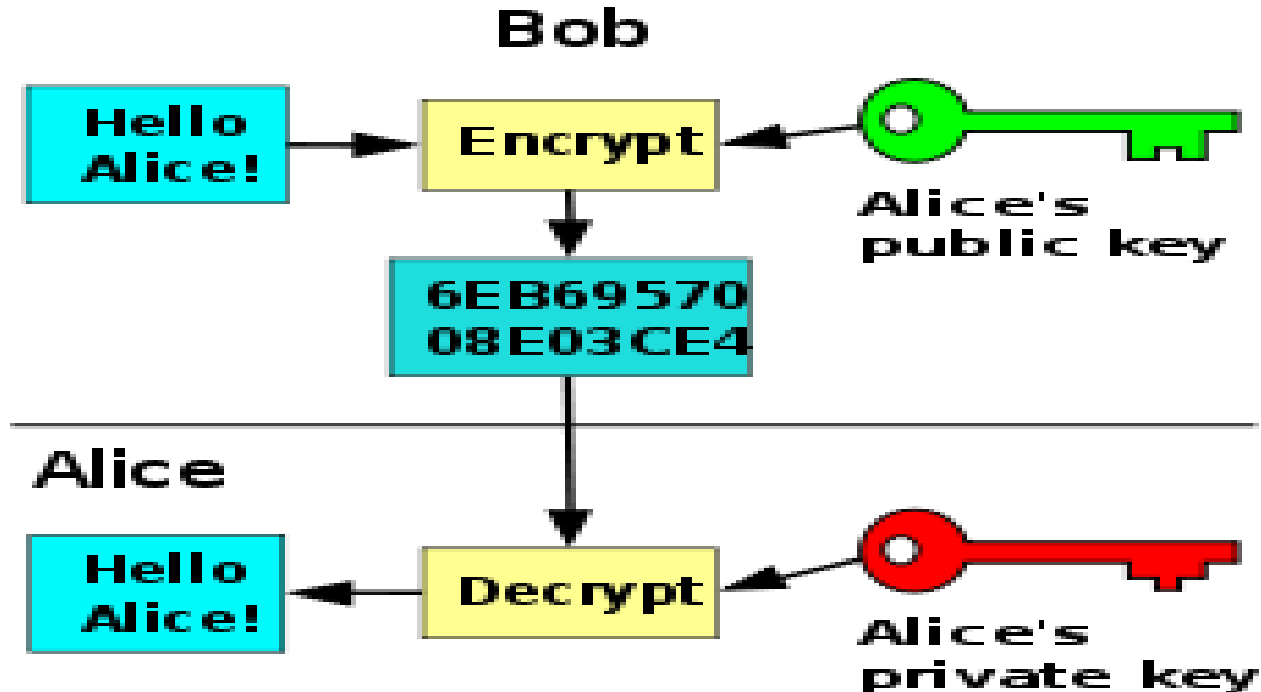 Bob
Hello
Alice!
Encrypt
Alice's
public key
6EB69570
08E03CE4
Alice
Hello
Alice!
Decrypt
Alice's
private key